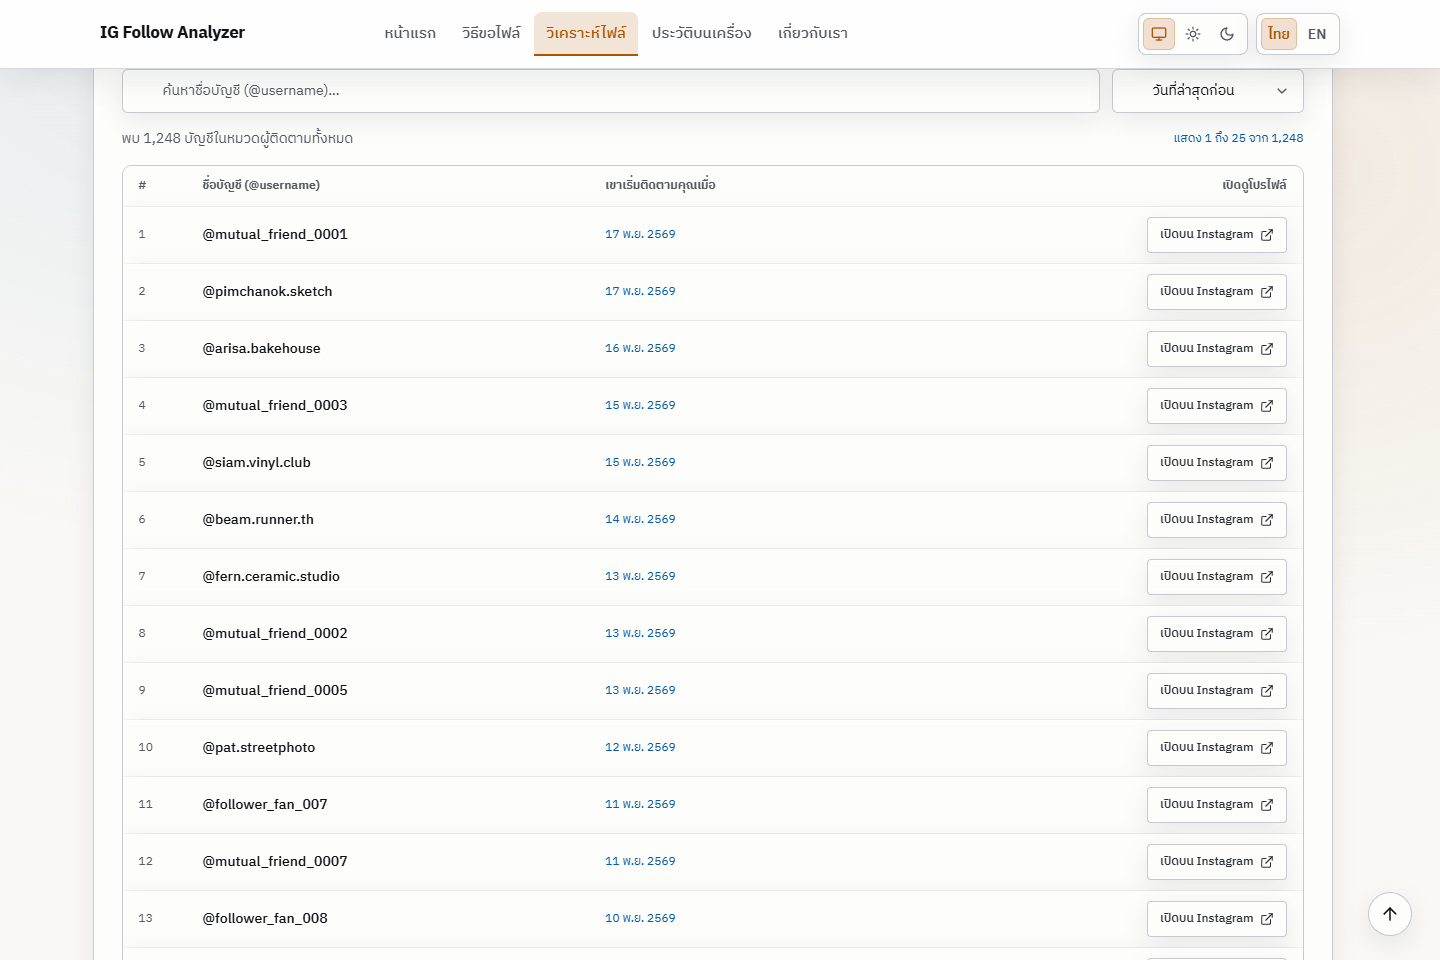 IG Follow Analyzer
หน้าแรก วิธีขอไฟล์ วิเคราะห์ไฟล์ ประวัติบนเครื่อง เกี่ยวกับเรา
ไทย EN
ค้นหาชื่อบัญชี (@username)...
วันที่ล่าสุดก่อน
พบ 1,248 บัญชีในหมวดผู้ติดตามทั้งหมด
แสดง 1 ถึง 25 จาก 1,248
# ชื่อบัญชี (@username) เขาเริ่มติดตามคุณเมื่อ เปิดดูโปรไฟล์
1 @mutual_friend_0001 17 พ.ย. 2569 เปิดบน Instagram
2 @pimchanok.sketch 17 พ.ย. 2569 เปิดบน Instagram
3 @arisa.bakehouse 16 พ.ย. 2569 เปิดบน Instagram
4 @mutual_friend_0003 15 พ.ย. 2569 เปิดบน Instagram
5 @siam.vinyl.club 15 พ.ย. 2569 เปิดบน Instagram
6 @beam.runner.th 14 พ.ย. 2569 เปิดบน Instagram
7 @fern.ceramic.studio 13 พ.ย. 2569 เปิดบน Instagram
8 @mutual_friend_0002 13 พ.ย. 2569 เปิดบน Instagram
9 @mutual_friend_0005 13 พ.ย. 2569 เปิดบน Instagram
10 @pat.streetphoto 12 พ.ย. 2569 เปิดบน Instagram
11 @follower_fan_007 11 พ.ย. 2569 เปิดบน Instagram
12 @mutual_friend_0007 11 พ.ย. 2569 เปิดบน Instagram
13 @follower_fan_008 10 พ.ย. 2569 เปิดบน Instagram